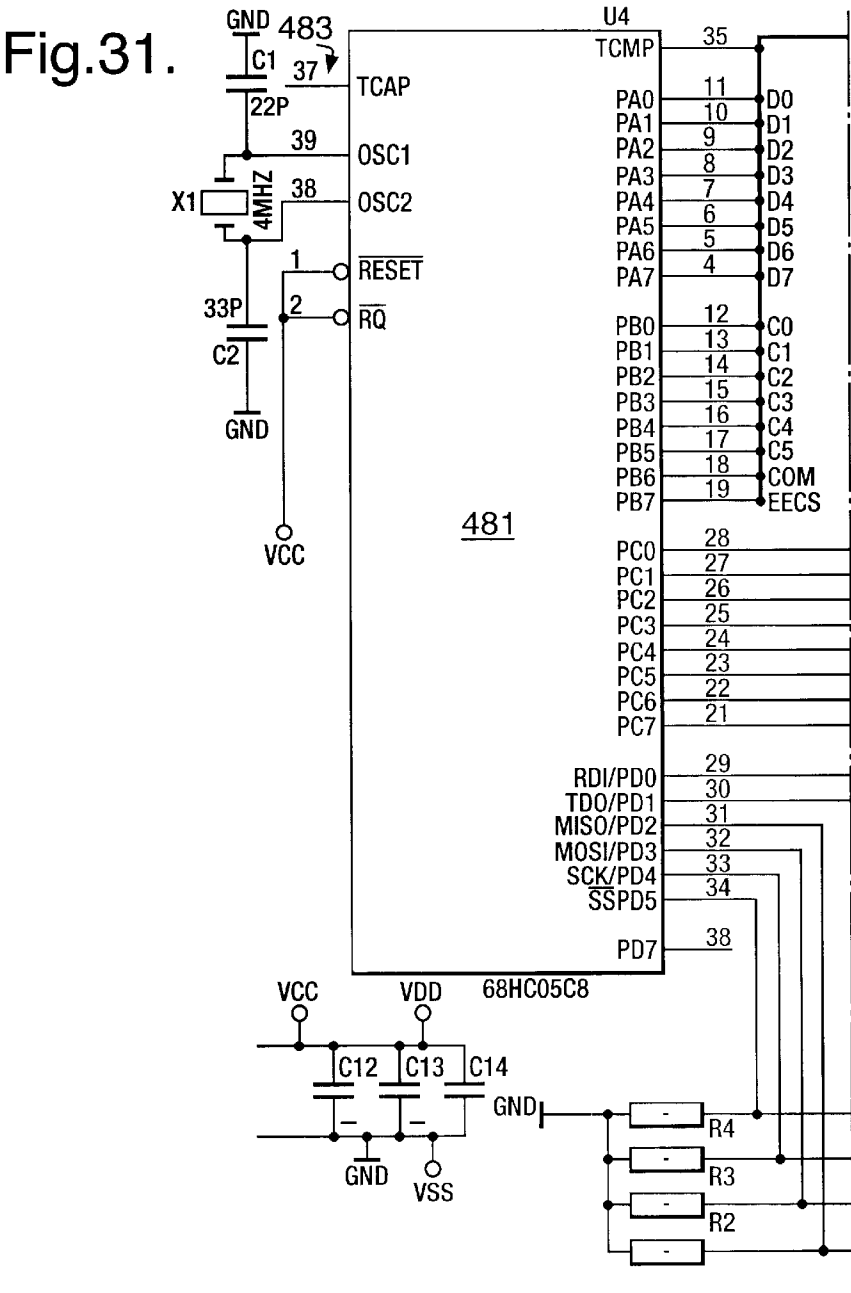 Fig.31.
GND
483
C1
22P
37
TCAP
39
OSC1
X1
4MHZ
38
OSC2
1
RESET
2
RQ
33P
C2
GND
VCC
481
U4
TCMP 35
PA0 11 D0
PA1 10 D1
PA2 9 D2
PA3 8 D3
PA4 7 D4
PA5 6 D5
PA6 5 D6
PA7 4 D7
PB0 12 C0
PB1 13 C1
PB2 14 C2
PB3 15 C3
PB4 16 C4
PB5 17 C5
PB6 18 COM
PB7 19 EECS
PC0 28
PC1 27
PC2 26
PC3 25
PC4 24
PC5 23
PC6 22
PC7 21
RDI/PD0 29
TDO/PD1 30
MISO/PD2 31
MOSI/PD3 32
SCK/PD4 33
SSPD5 34
PD7 38
68HC05C8
VCC
VDD
C12
C13
C14
GND
VSS
GND
R4
R3
R2